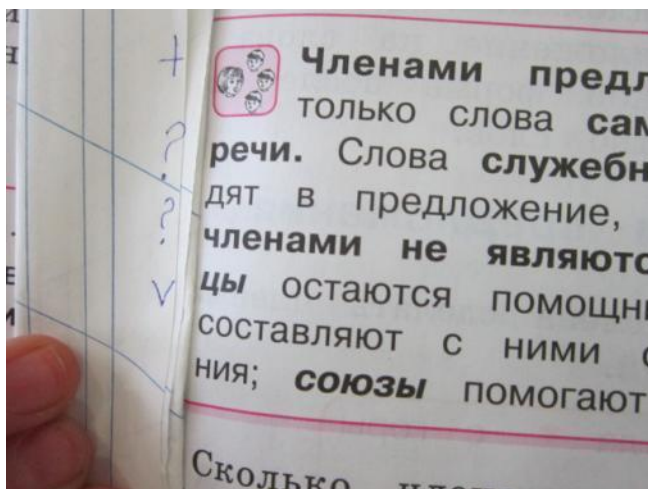 +
?
?
v
Членами предл
только слова сам
речи. Слова служебн
дят в предложение,
членами не являютс
цы остаются помощни
составляют с ними
ния; союзы помогают
Сколько